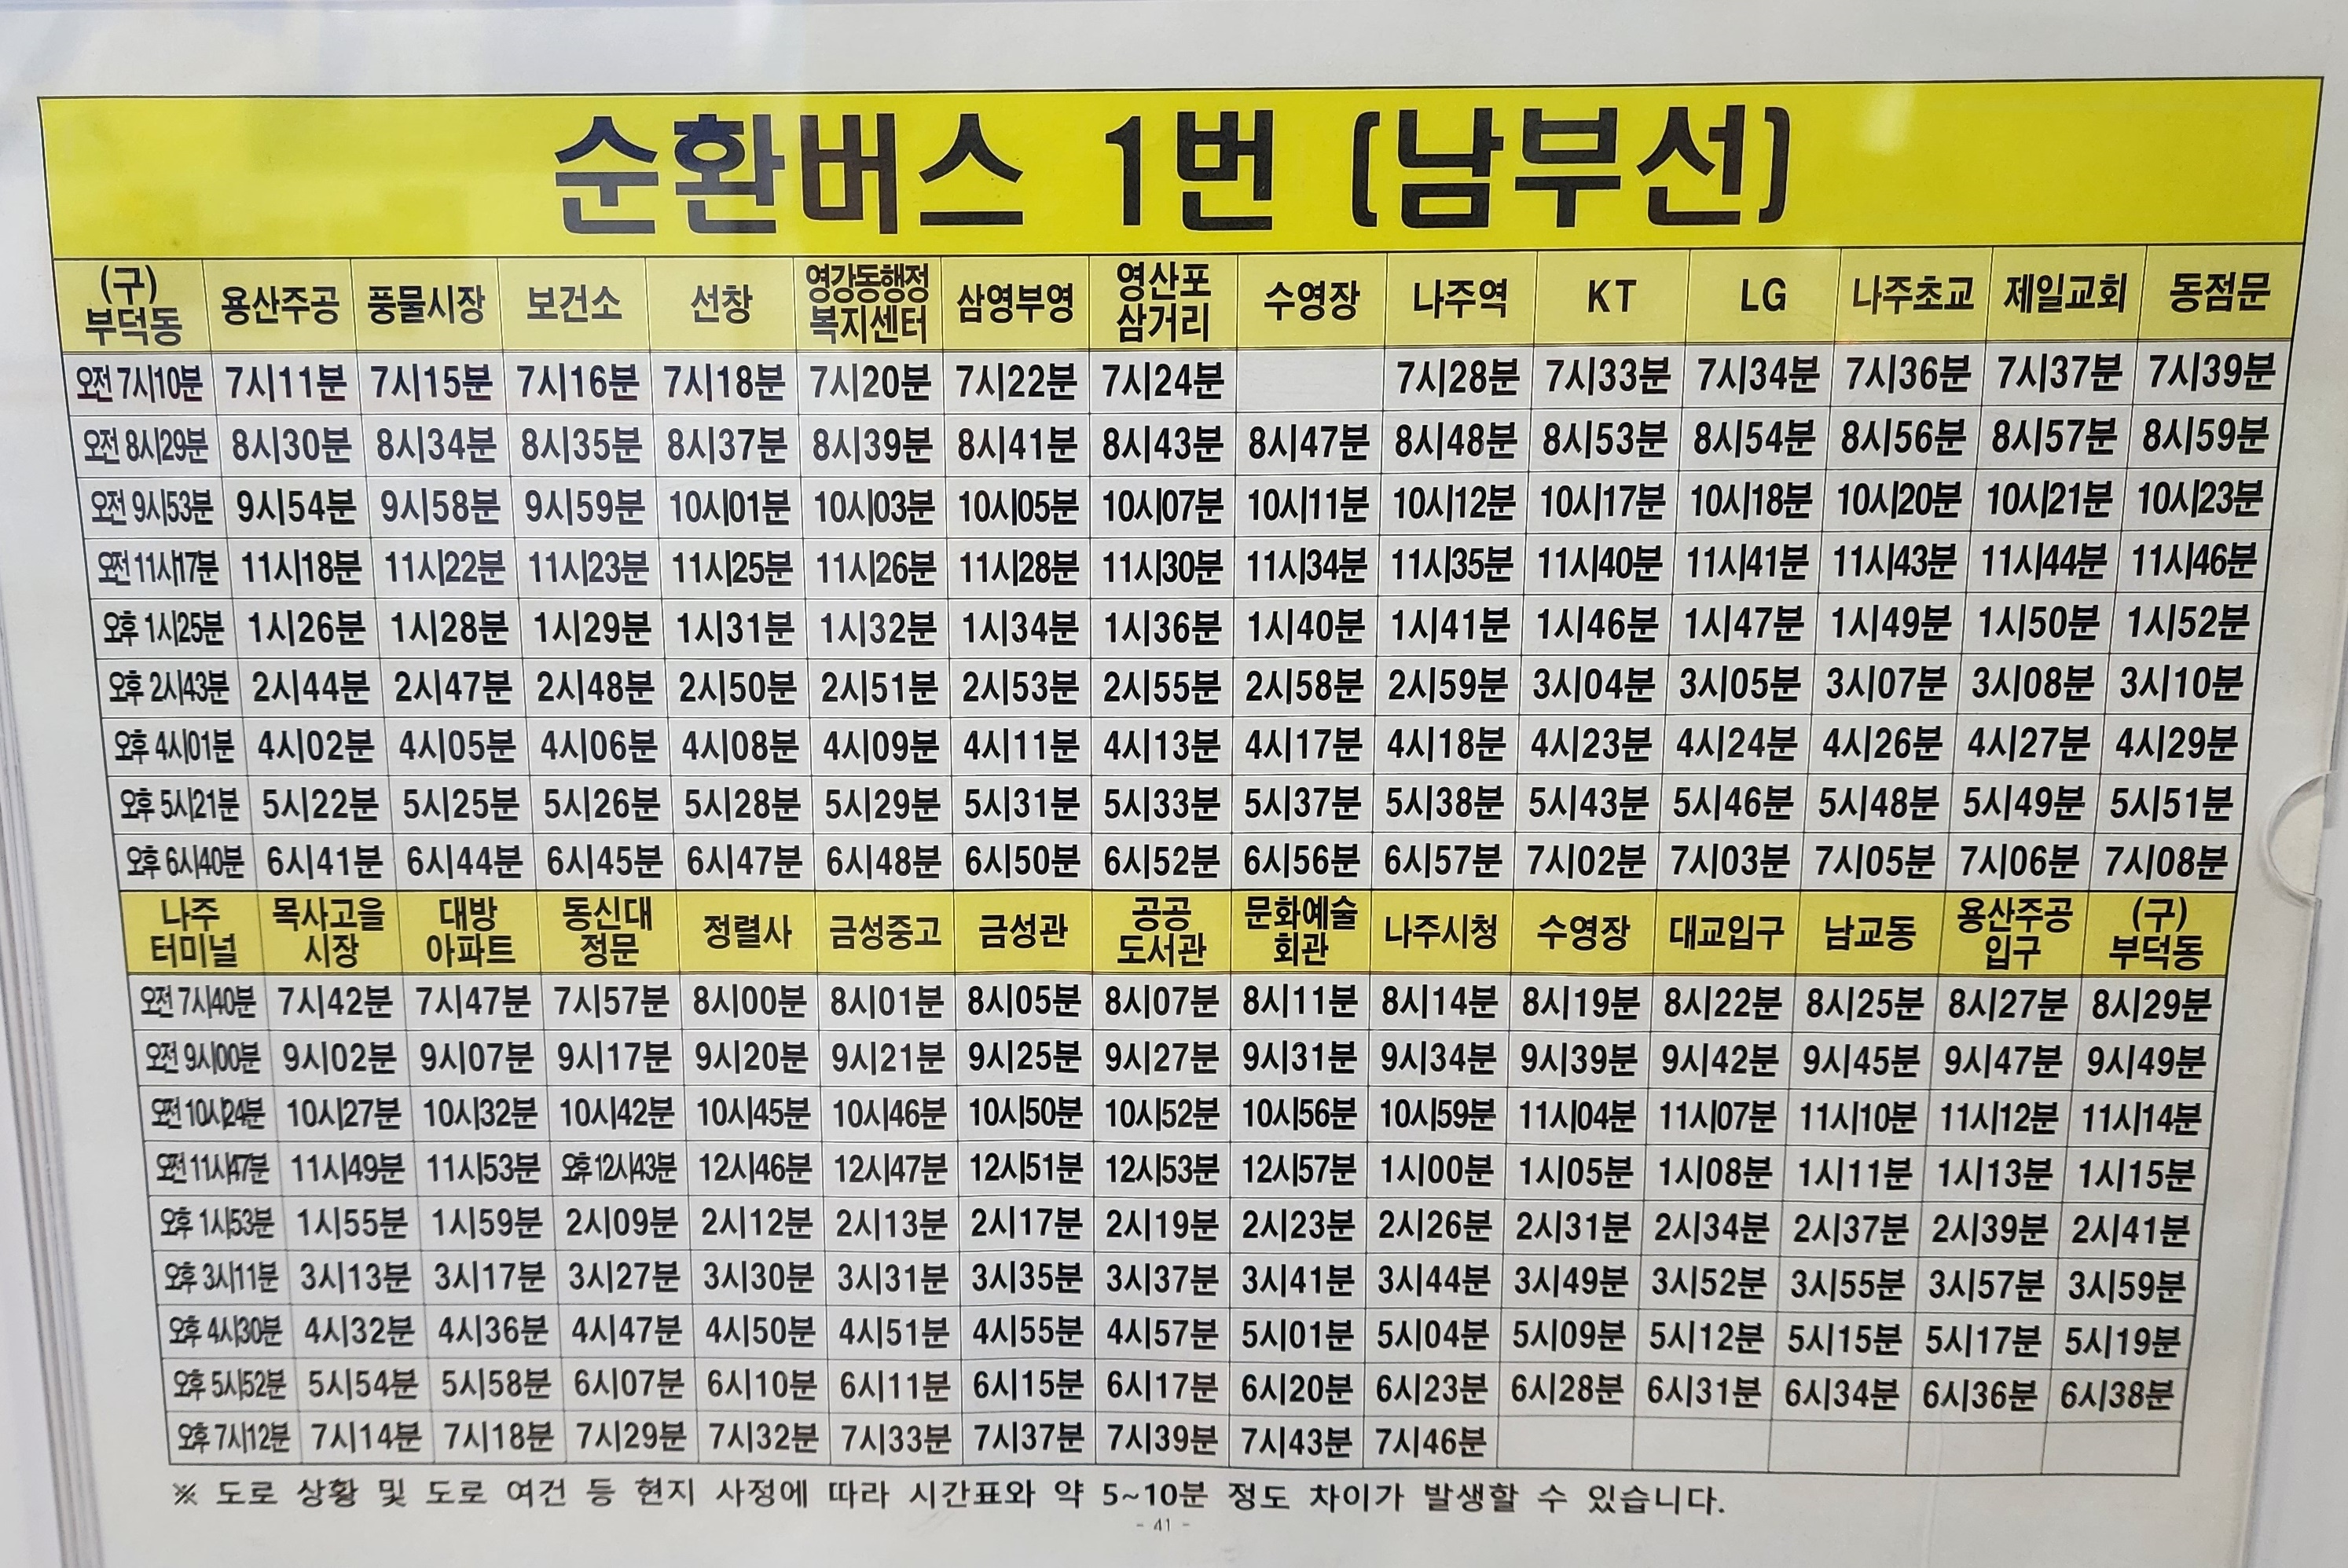 순환버스 1번 (남부선)
(구)부덕동 용산주공 풍물시장 보건소 선창 영강동행정복지센터 삼영부영 영산포삼거리 수영장 나주역 KT LG 나주초교 제일교회 동점문
오전 7시10분 7시11분 7시15분 7시16분 7시18분 7시20분 7시22분 7시24분 7시28분 7시33분 7시34분 7시36분 7시37분 7시39분
오전 8시29분 8시30분 8시34분 8시35분 8시37분 8시39분 8시41분 8시43분 8시47분 8시48분 8시53분 8시54분 8시56분 8시57분 8시59분
오전 9시53분 9시54분 9시58분 9시59분 10시01분 10시03분 10시05분 10시07분 10시11분 10시12분 10시17분 10시18분 10시20분 10시21분 10시23분
오전 11시17분 11시18분 11시22분 11시23분 11시25분 11시26분 11시28분 11시30분 11시34분 11시35분 11시40분 11시41분 11시43분 11시44분 11시46분
오후 1시25분 1시26분 1시28분 1시29분 1시31분 1시32분 1시34분 1시36분 1시40분 1시41분 1시46분 1시47분 1시49분 1시50분 1시52분
오후 2시43분 2시44분 2시47분 2시48분 2시50분 2시51분 2시53분 2시55분 2시58분 2시59분 3시04분 3시05분 3시07분 3시08분 3시10분
오후 4시01분 4시02분 4시05분 4시06분 4시08분 4시09분 4시11분 4시13분 4시17분 4시18분 4시23분 4시24분 4시26분 4시27분 4시29분
오후 5시21분 5시22분 5시25분 5시26분 5시28분 5시29분 5시31분 5시33분 5시37분 5시38분 5시43분 5시46분 5시48분 5시49분 5시51분
오후 6시40분 6시41분 6시44분 6시45분 6시47분 6시48분 6시50분 6시52분 6시56분 6시57분 7시02분 7시03분 7시05분 7시06분 7시08분
나주터미널 목사고을시장 대방아파트 동신대정문 정렬사 금성중고 금성관 공공도서관 문화예술회관 나주시청 수영장 대교입구 남교동 용산주공입구 (구)부덕동
오전 7시40분 7시42분 7시47분 7시57분 8시00분 8시01분 8시05분 8시07분 8시11분 8시14분 8시19분 8시22분 8시25분 8시27분 8시29분
오전 9시00분 9시02분 9시07분 9시17분 9시20분 9시21분 9시25분 9시27분 9시31분 9시34분 9시39분 9시42분 9시45분 9시47분 9시49분
오전 10시24분 10시27분 10시32분 10시42분 10시45분 10시46분 10시50분 10시52분 10시56분 10시59분 11시04분 11시07분 11시10분 11시12분 11시14분
오전 11시47분 11시49분 11시53분 오후 12시43분 12시46분 12시47분 12시51분 12시53분 12시57분 1시00분 1시05분 1시08분 1시11분 1시13분 1시15분
오후 1시53분 1시55분 1시59분 2시09분 2시12분 2시13분 2시17분 2시19분 2시23분 2시26분 2시31분 2시34분 2시37분 2시39분 2시41분
오후 3시11분 3시13분 3시17분 3시27분 3시30분 3시31분 3시35분 3시37분 3시41분 3시44분 3시49분 3시52분 3시55분 3시57분 3시59분
오후 4시30분 4시32분 4시36분 4시47분 4시50분 4시51분 4시55분 4시57분 5시01분 5시04분 5시09분 5시12분 5시15분 5시17분 5시19분
오후 5시52분 5시54분 5시58분 6시07분 6시10분 6시11분 6시15분 6시17분 6시20분 6시23분 6시28분 6시31분 6시34분 6시36분 6시38분
오후 7시12분 7시14분 7시18분 7시29분 7시32분 7시33분 7시37분 7시39분 7시43분 7시46분
※ 도로 상황 및 도로 여건 등 현지 사정에 따라 시간표와 약 5~10분 정도 차이가 발생할 수 있습니다.
- 41 -